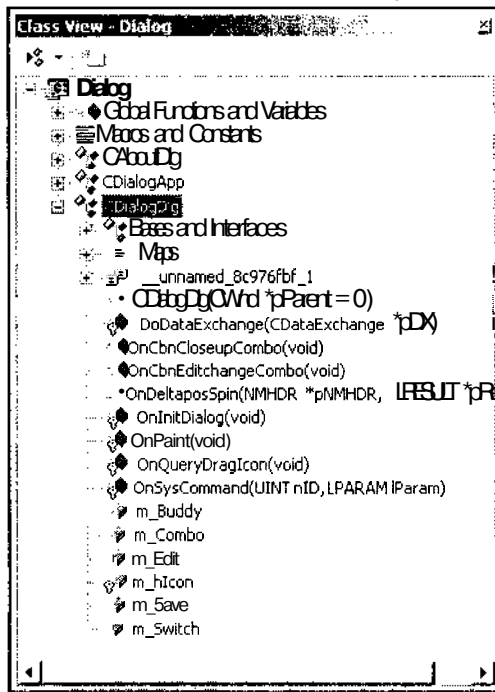 Class View - Dialog
Dialog
Global Functions and Variables
Macros and Constants
CAboutDlg
CDialogApp
CDialogDlg
Bases and Interfaces
Maps
__unnamed_8c976fbf_1
CDialogDlg(CWnd *pParent = 0)
DoDataExchange(CDataExchange *pDX)
OnCbnCloseupCombo(void)
OnCbnEditchangeCombo(void)
OnDeltaposSpin(NMHDR *pNMHDR, LRESULT *pRe
OnInitDialog(void)
OnPaint(void)
OnQueryDragIcon(void)
OnSysCommand(UINT nID, LPARAM lParam)
m_Buddy
m_Combo
m_Edit
m_hIcon
m_5ave
m_Switch